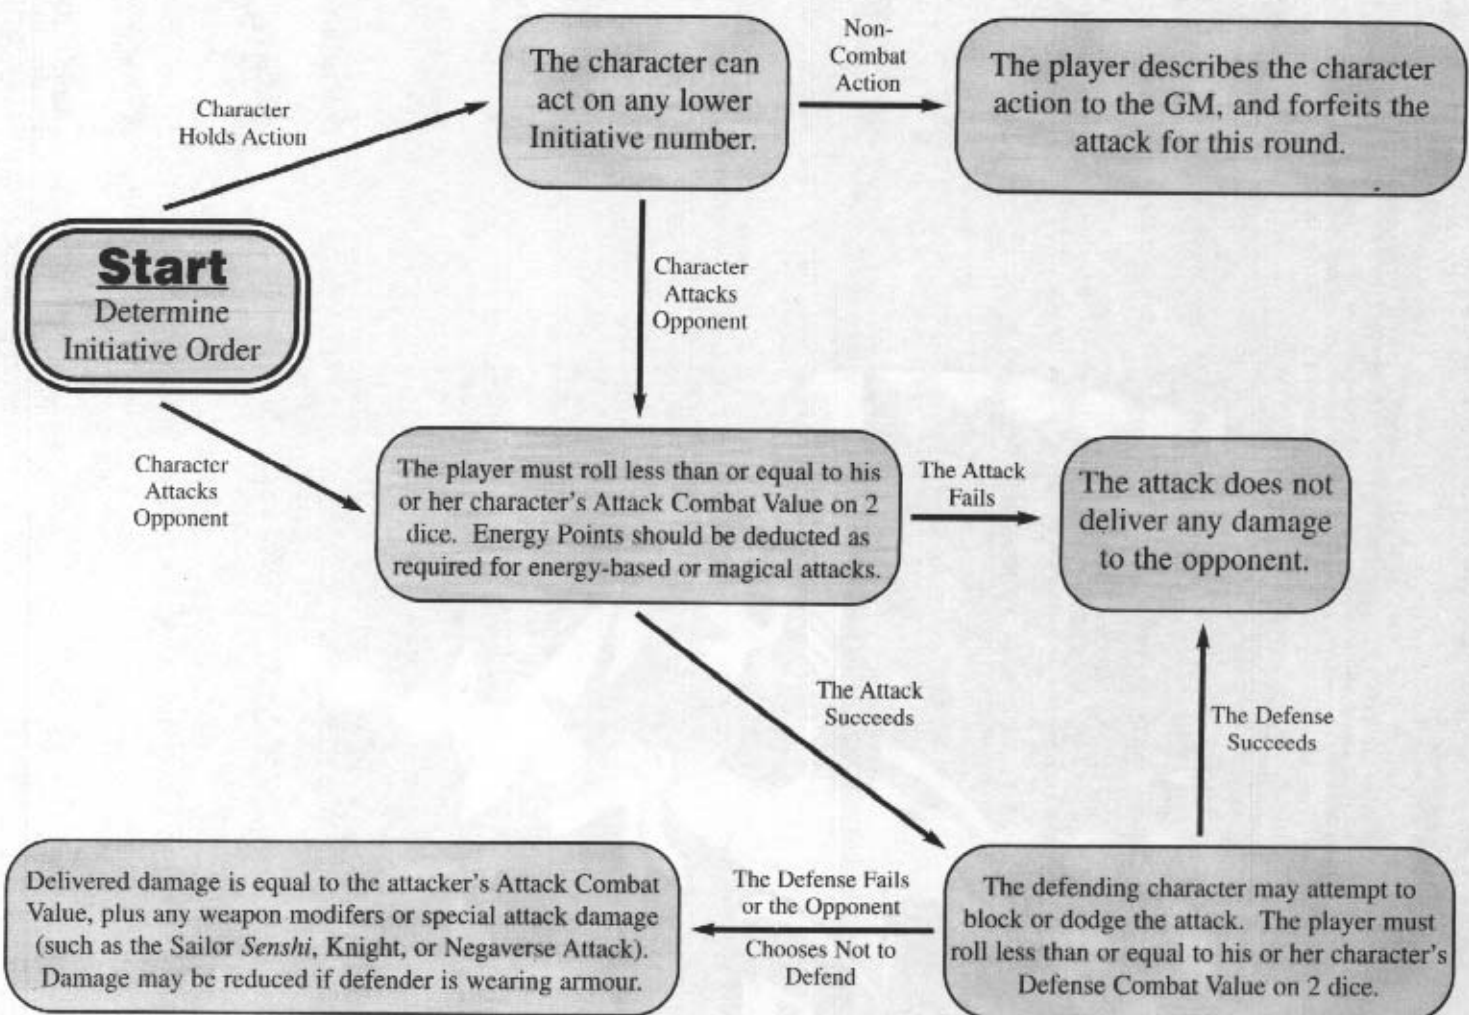 Non-
Combat
Action
The character can
act on any lower
Initiative number.
The player describes the character
action to the GM, and forfeits the
attack for this round.
Character
Holds Action
Start
Determine
Initiative Order
Character
Attacks
Opponent
Character
Attacks
Opponent
The player must roll less than or equal to his
or her character's Attack Combat Value on 2
dice. Energy Points should be deducted as
required for energy-based or magical attacks.
The Attack
Fails
The attack does not
deliver any damage
to the opponent.
The Attack
Succeeds
The Defense
Succeeds
Delivered damage is equal to the attacker's Attack Combat
Value, plus any weapon modifers or special attack damage
(such as the Sailor Senshi, Knight, or Negaverse Attack).
Damage may be reduced if defender is wearing armour.
The Defense Fails
or the Opponent
Chooses Not to
Defend
The defending character may attempt to
block or dodge the attack. The player must
roll less than or equal to his or her character's
Defense Combat Value on 2 dice.